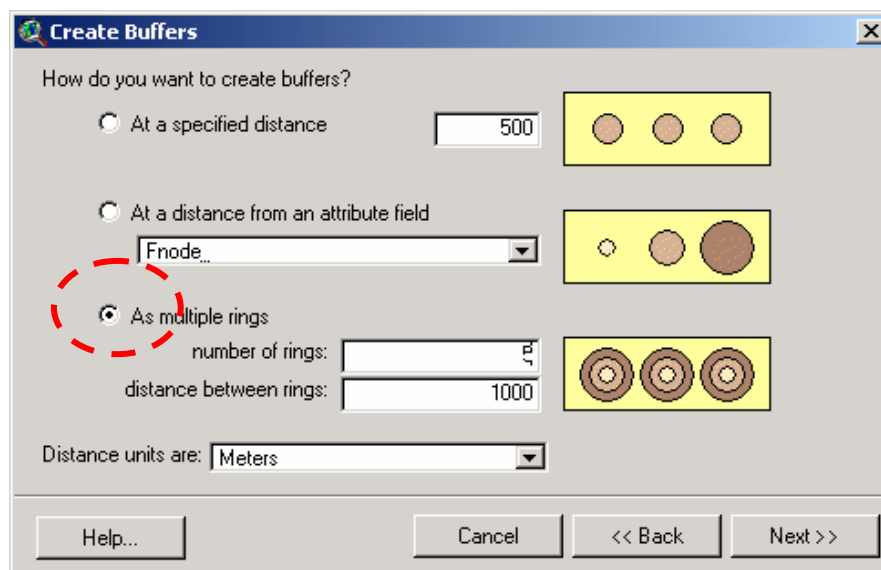 Create Buffers
How do you want to create buffers?
At a specified distance 500
At a distance from an attribute field
Fnode_
As multiple rings
number of rings:
distance between rings: 1000
Distance units are: Meters
Help... Cancel << Back Next >>